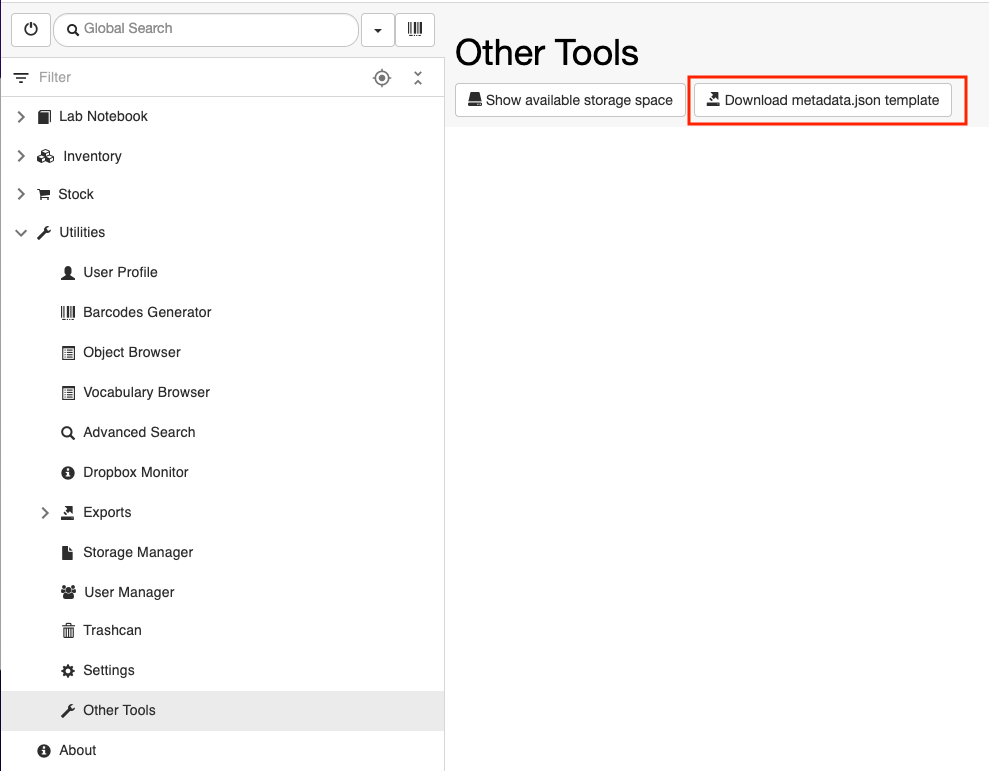 Global Search
Filter
Lab Notebook
Inventory
Stock
Utilities
User Profile
Barcodes Generator
Object Browser
Vocabulary Browser
Advanced Search
Dropbox Monitor
Exports
Storage Manager
User Manager
Trashcan
Settings
Other Tools
About
Other Tools
Show available storage space
Download metadata.json template